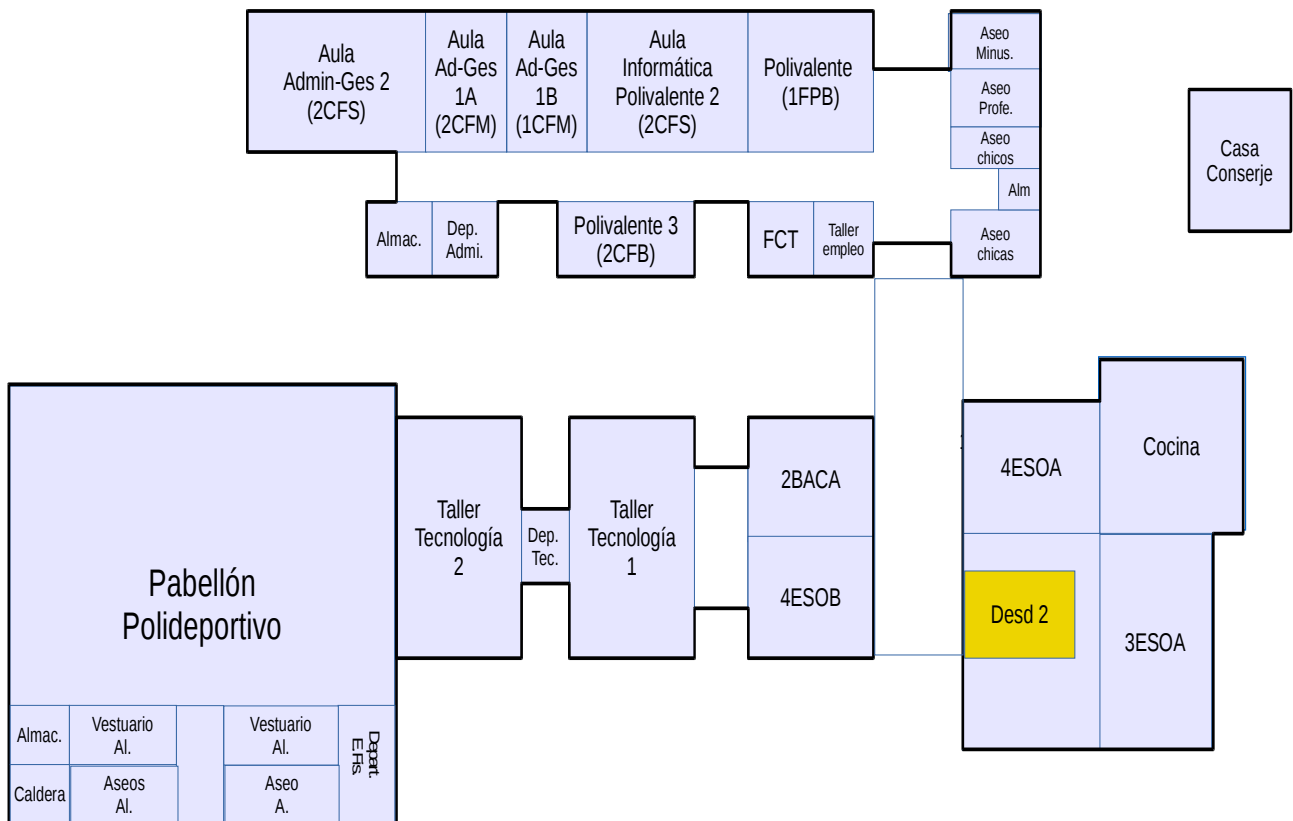 Aula
Admin-Ges 2
(2CFS)
Aula
Ad-Ges
1A
(2CFM)
Aula
Ad-Ges
1B
(1CFM)
Aula
Informática
Polivalente 2
(2CFS)
Polivalente
(1FPB)
Aseo
Minus.
Aseo
Profe.
Aseo
chicos
Alm
Aseo
chicas
Casa
Conserje
Almac.
Dep.
Admi.
Polivalente 3
(2CFB)
FCT
Taller
empleo
Pabellón
Polideportivo
Taller
Tecnología
2
Dep.
Tec.
Taller
Tecnología
1
2BACA
4ESOB
4ESOA
Cocina
Desd 2
3ESOA
Almac.
Vestuario
Al.
Vestuario
Al.
Depart.
E.Fis.
Caldera
Aseos
Al.
Aseo
A.